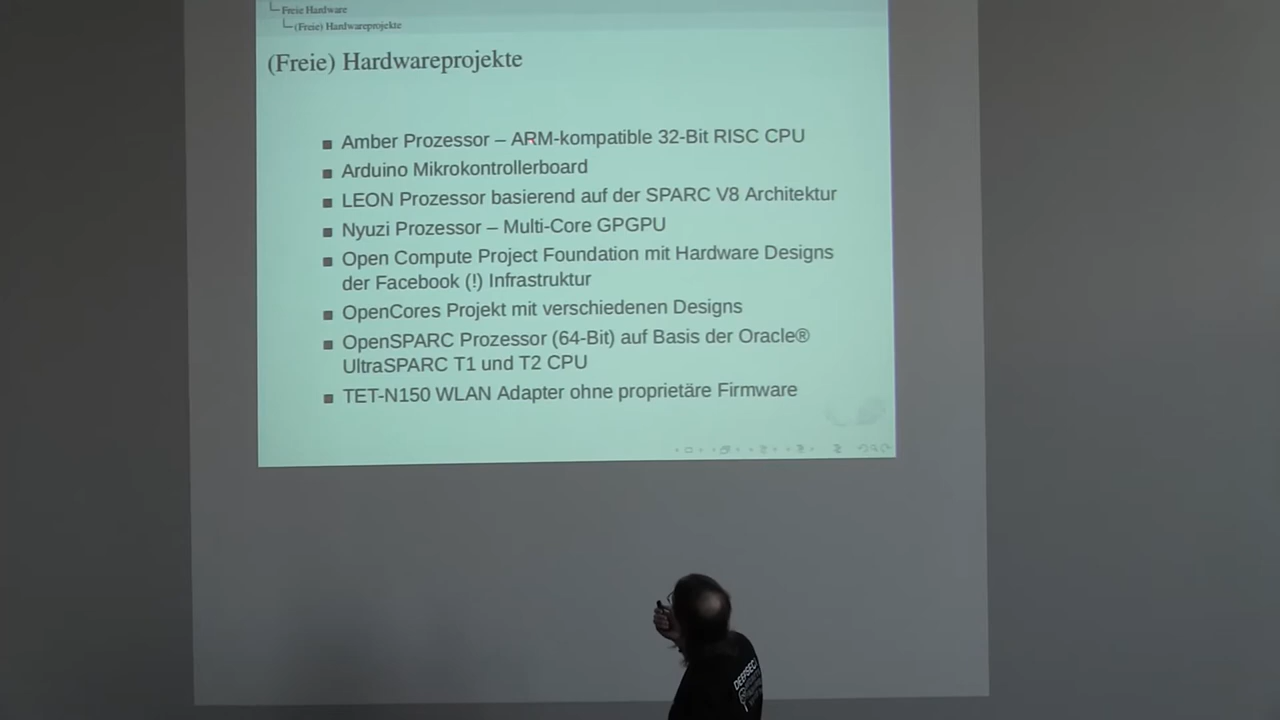 Freie Hardware
(Freie) Hardwareprojekte
(Freie) Hardwareprojekte
Amber Prozessor – ARM-kompatible 32-Bit RISC CPU
Arduino Mikrokontrollerboard
LEON Prozessor basierend auf der SPARC V8 Architektur
Nyuzi Prozessor – Multi-Core GPGPU
Open Compute Project Foundation mit Hardware Designs
der Facebook (!) Infrastruktur
OpenCores Projekt mit verschiedenen Designs
OpenSPARC Prozessor (64-Bit) auf Basis der Oracle®
UltraSPARC T1 und T2 CPU
TET-N150 WLAN Adapter ohne proprietäre Firmware
DEEPSEC